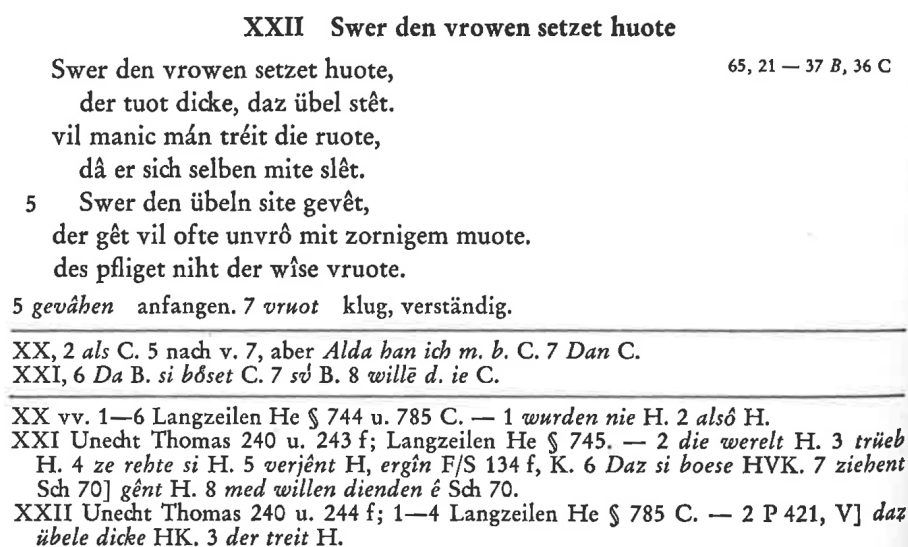 XXII Swer den vrowen setzet huote
Swer den vrowen setzet huote, 65, 21 — 37 B, 36 C
der tuot dicke, daz übel stêt.
vil manic mán tréit die ruote,
dâ er sich selben mite slêt.
5 Swer den übeln site gevêt,
der gêt vil ofte unvrô mit zornigem muote.
des pfliget niht der wîse vruote.
5 gevâhen anfangen. 7 vruot klug, verständig.
XX, 2 als C. 5 nach v. 7, aber Alda han ich m. b. C. 7 Dan C.
XXI, 6 Da B. si bőset C. 7 sv́ B. 8 willē d. ie C.
XX vv. 1—6 Langzeilen He § 744 u. 785 C. — 1 wurden nie H. 2 alsô H.
XXI Unecht Thomas 240 u. 243 f; Langzeilen He § 745. — 2 die werelt H. 3 trüeb
H. 4 ze rehte si H. 5 verjênt H, ergîn F/S 134 f, K. 6 Daz si boese HVK. 7 ziehent
Sch 70] gênt H. 8 med willen dienden ê Sch 70.
XXII Unecht Thomas 240 u. 244 f; 1—4 Langzeilen He § 785 C. — 2 P 421, V] daz
übele dicke HK. 3 der treit H.